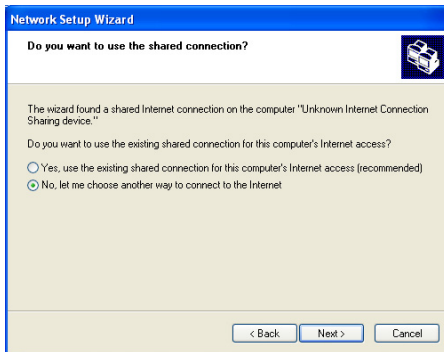 Network Setup Wizard
Do you want to use the shared connection?
The wizard found a shared Internet connection on the computer "Unknown Internet Connection
Sharing device."
Do you want to use the existing shared connection for this computer's Internet access?
Yes, use the existing shared connection for this computer's Internet access (recommended)
No, let me choose another way to connect to the Internet
< Back Next > Cancel